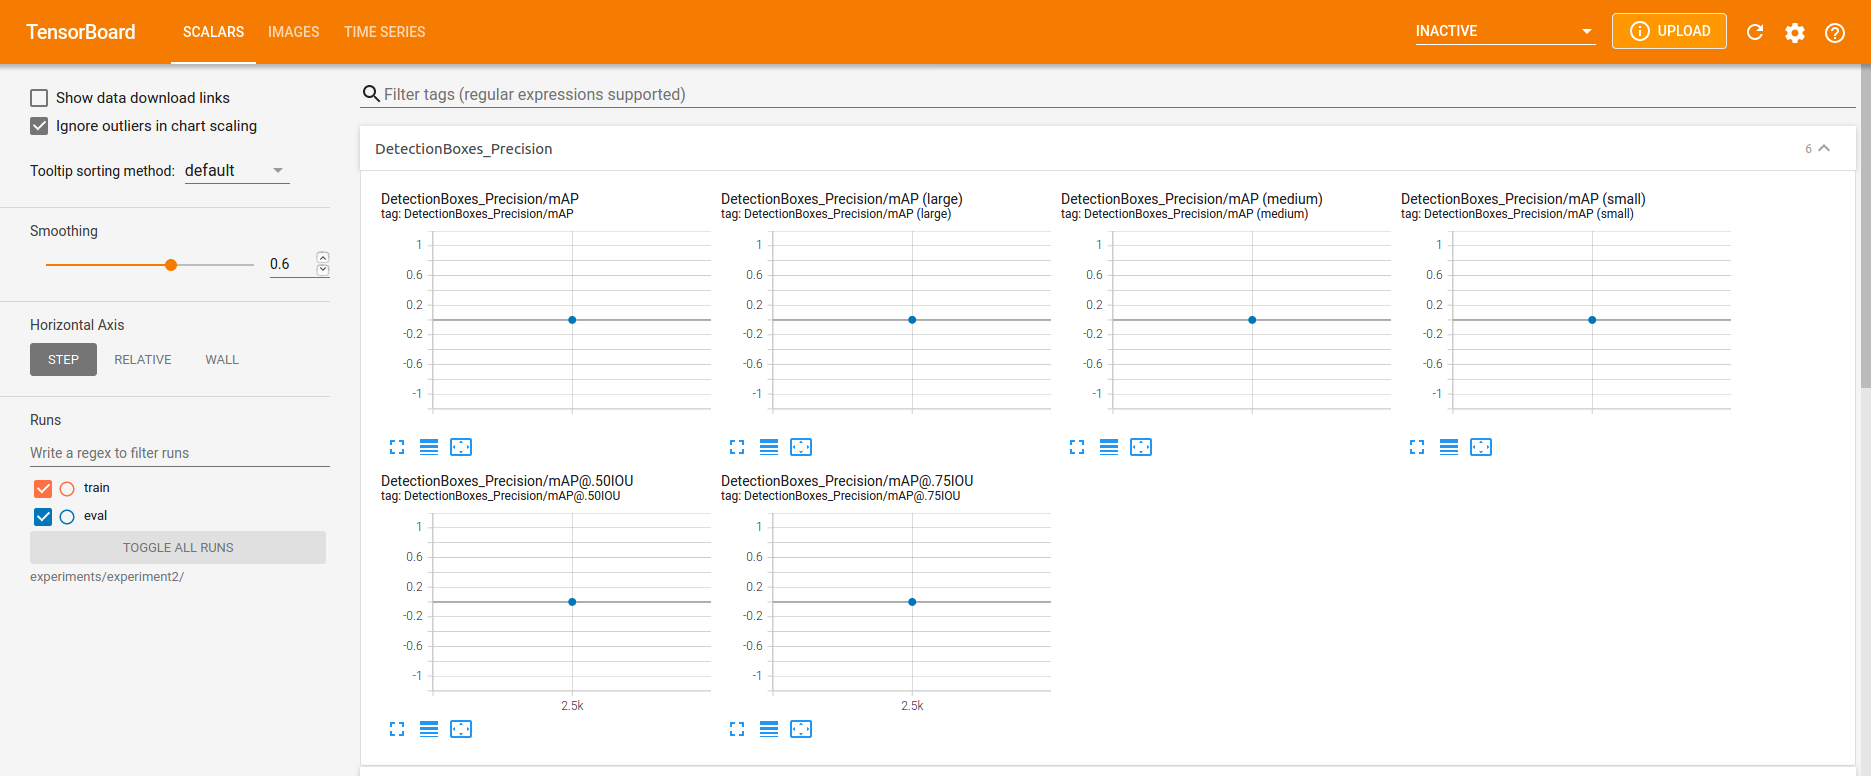 TensorBoard
SCALARS
IMAGES
TIME SERIES
INACTIVE
UPLOAD
Show data download links
Ignore outliers in chart scaling
Tooltip sorting method: default
Smoothing
0.6
Horizontal Axis
STEP
RELATIVE
WALL
Runs
Write a regex to filter runs
train
eval
TOGGLE ALL RUNS
experiments/experiment2/
Filter tags (regular expressions supported)
DetectionBoxes_Precision
6
DetectionBoxes_Precision/mAP
tag: DetectionBoxes_Precision/mAP
1
0.6
0.2
-0.2
-0.6
-1
DetectionBoxes_Precision/mAP (large)
tag: DetectionBoxes_Precision/mAP (large)
1
0.6
0.2
-0.2
-0.6
-1
DetectionBoxes_Precision/mAP (medium)
tag: DetectionBoxes_Precision/mAP (medium)
1
0.6
0.2
-0.2
-0.6
-1
DetectionBoxes_Precision/mAP (small)
tag: DetectionBoxes_Precision/mAP (small)
1
0.6
0.2
-0.2
-0.6
-1
DetectionBoxes_Precision/mAP@.50IOU
tag: DetectionBoxes_Precision/mAP@.50IOU
1
0.6
0.2
-0.2
-0.6
-1
2.5k
DetectionBoxes_Precision/mAP@.75IOU
tag: DetectionBoxes_Precision/mAP@.75IOU
1
0.6
0.2
-0.2
-0.6
-1
2.5k